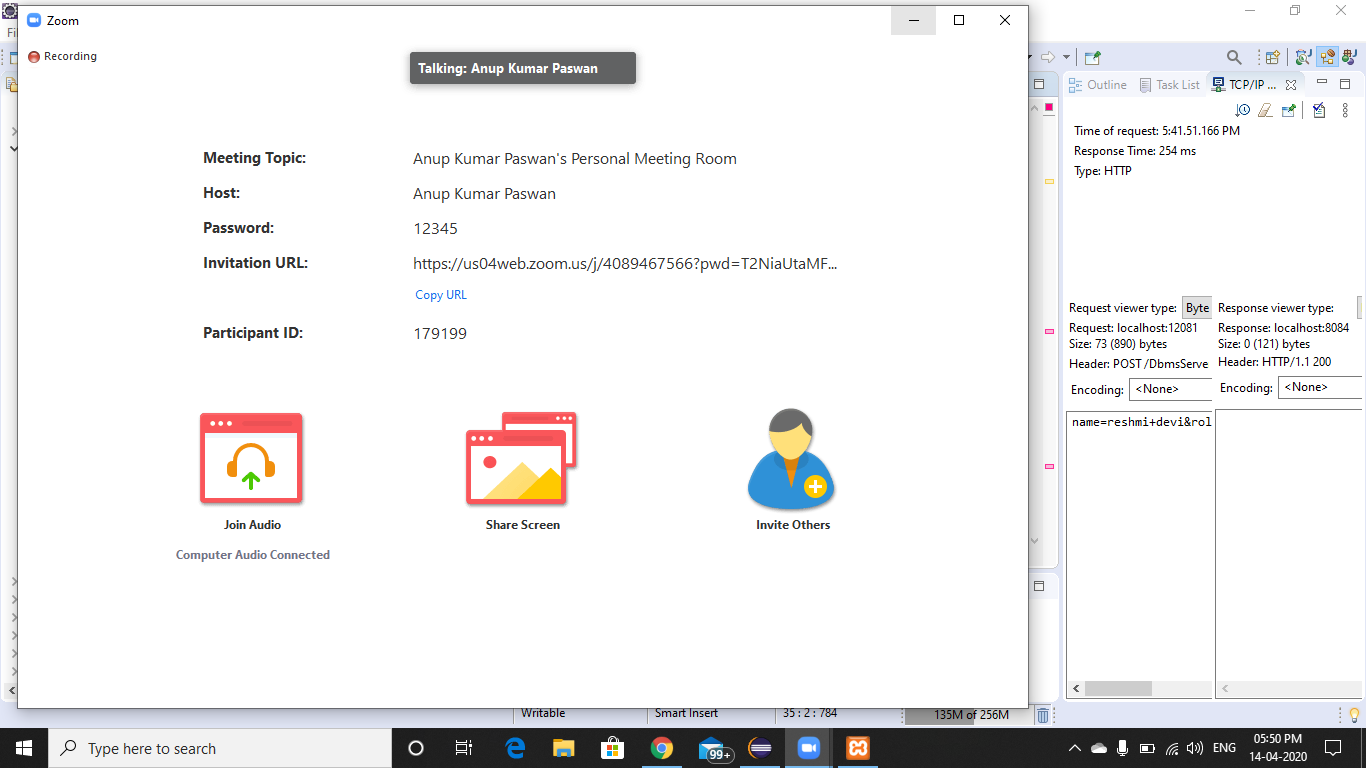 Zoom
Fi
Recording
Talking: Anup Kumar Paswan
Meeting Topic: Anup Kumar Paswan's Personal Meeting Room
Host: Anup Kumar Paswan
Password: 12345
Invitation URL: https://us04web.zoom.us/j/4089467566?pwd=T2NiaUtaMF...
Copy URL
Participant ID: 179199
Join Audio
Share Screen
Invite Others
Computer Audio Connected
Outline
Task List
TCP/IP ...
Time of request: 5:41.51.166 PM
Response Time: 254 ms
Type: HTTP
Request viewer type: Byte
Request: localhost:12081
Size: 73 (890) bytes
Header: POST /DbmsServe
Encoding: <None>
name=reshmi+devi&rol
Response viewer type:
Response: localhost:8084
Size: 0 (121) bytes
Header: HTTP/1.1 200
Encoding: <None>
Writable
Smart Insert
35 : 2 : 784
135M of 256M
Type here to search
99+
ENG
05:50 PM
14-04-2020